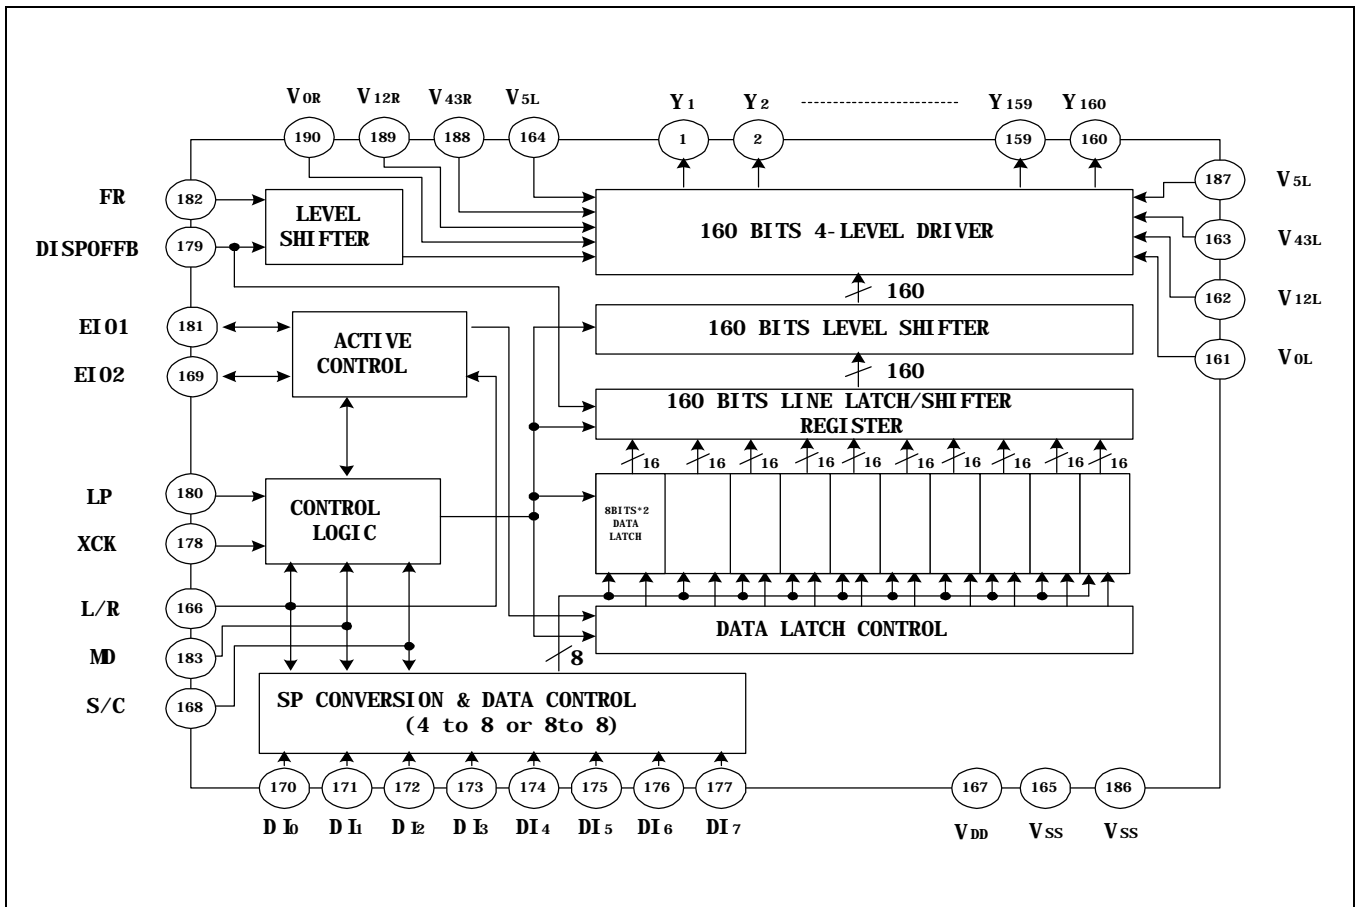 V0R V12R V43R V5L Y1 Y2 Y159 Y160
190 189 188 164 1 2 159 160
FR 182
LEVEL
SHIFTER
DISPOFFB 179
160 BITS 4-LEVEL DRIVER
187 V5L
163 V43L
162 V12L
161 V0L
160
EIO1 181
EIO2 169
ACTIVE
CONTROL
160 BITS LEVEL SHIFTER
160
160 BITS LINE LATCH/SHIFTER
REGISTER
16 16 16 16 16 16 16 16 16 16
LP 180
XCK 178
CONTROL
LOGIC
8BITS*2
DATA
LATCH
L/R 166
MD 183
S/C 168
DATA LATCH CONTROL
8
SP CONVERSION & DATA CONTROL
(4 to 8 or 8to 8)
170 171 172 173 174 175 176 177 167 165 186
DI0 DI1 DI2 DI3 DI4 DI5 DI6 DI7 VDD VSS VSS